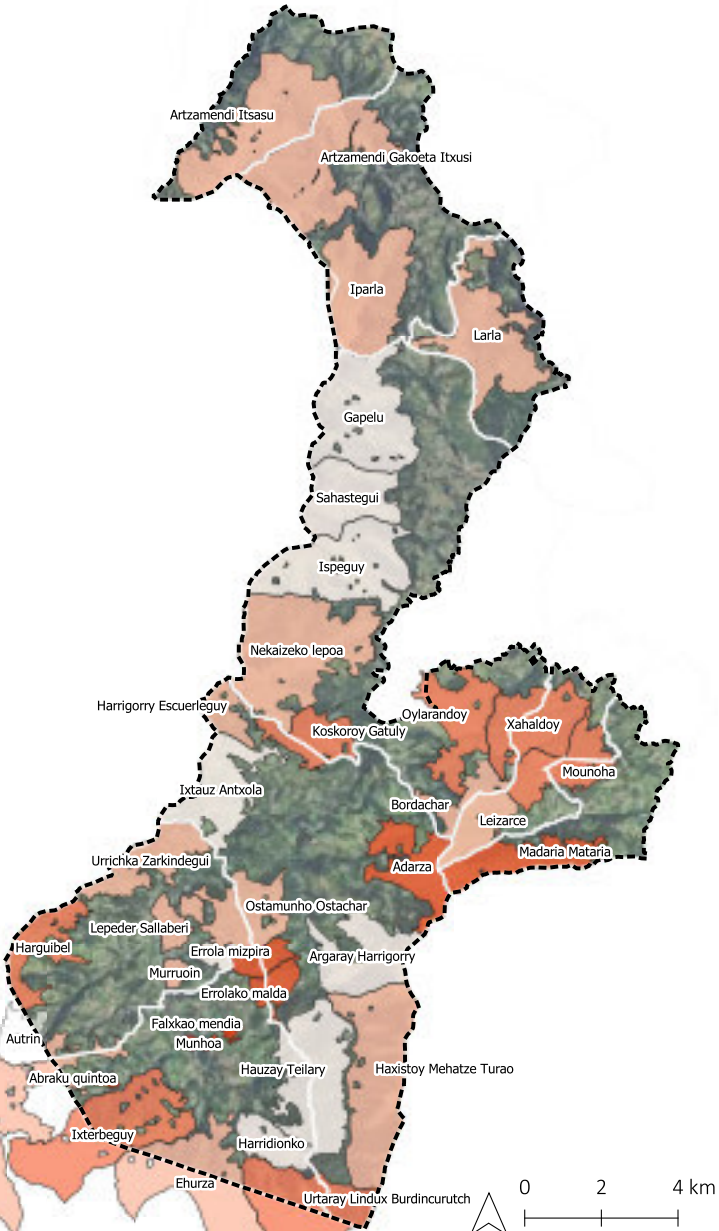 Artzamendi Itsasu
Artzamendi Gakoeta Itxusi
Iparla
Larla
Gapelu
Sahastegui
Ispeguy
Nekaizeko lepoa
Harrigorry Escuerleguy
Oylarandoy
Xahaldoy
Koskoroy Gatuly
Mounoha
Ixtauz Antxola
Bordachar
Leizarce
Madaria Mataria
Urrichka Zarkindegui
Adarza
Ostamunho Ostachar
Lepeder Sallaberi
Harguibel
Errola mizpira
Argaray Harrigorry
Murruoin
Errolako malda
Falxkao mendia
Autrin
Munhoa
Hauzay Teilary
Haxistoy Mehatze Turao
Abraku quintoa
Ixterbeguy
Harridionko
Ehurza
Urtaray Lindux Burdincurutch
0 2 4 km